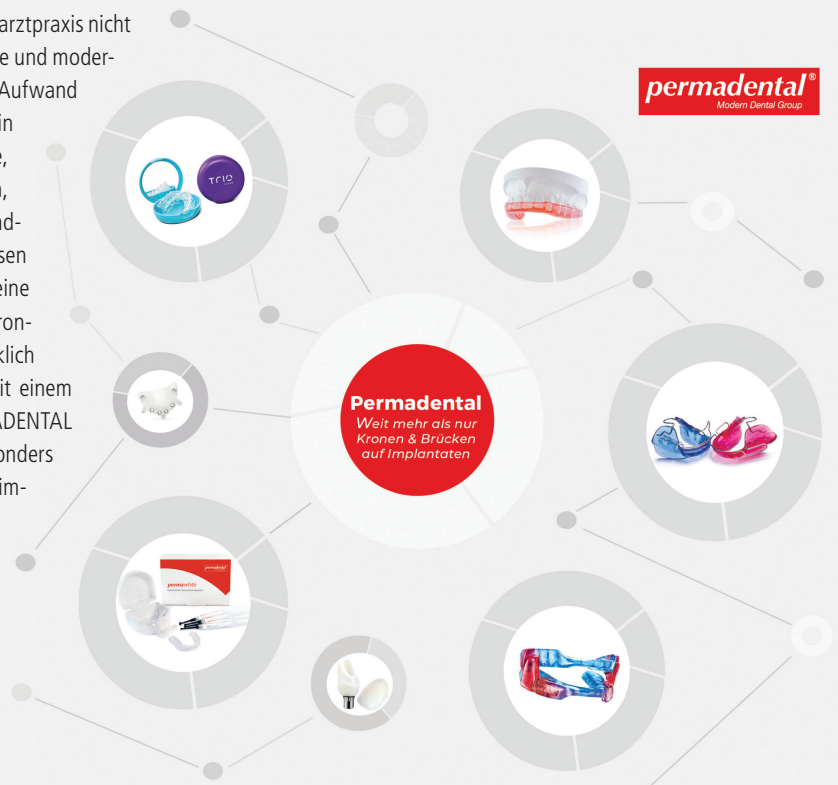 arztpraxis nicht
e und moder-
Aufwand
in
e,
n,
nd-
sen
eine
ron-
klich
it einem
ADENTAL
onders
im-
permadental®
Modern Dental Group
TRIO
Permadental
Weit mehr als nur
Kronen & Brücken
auf Implantaten
permadental
permawhite